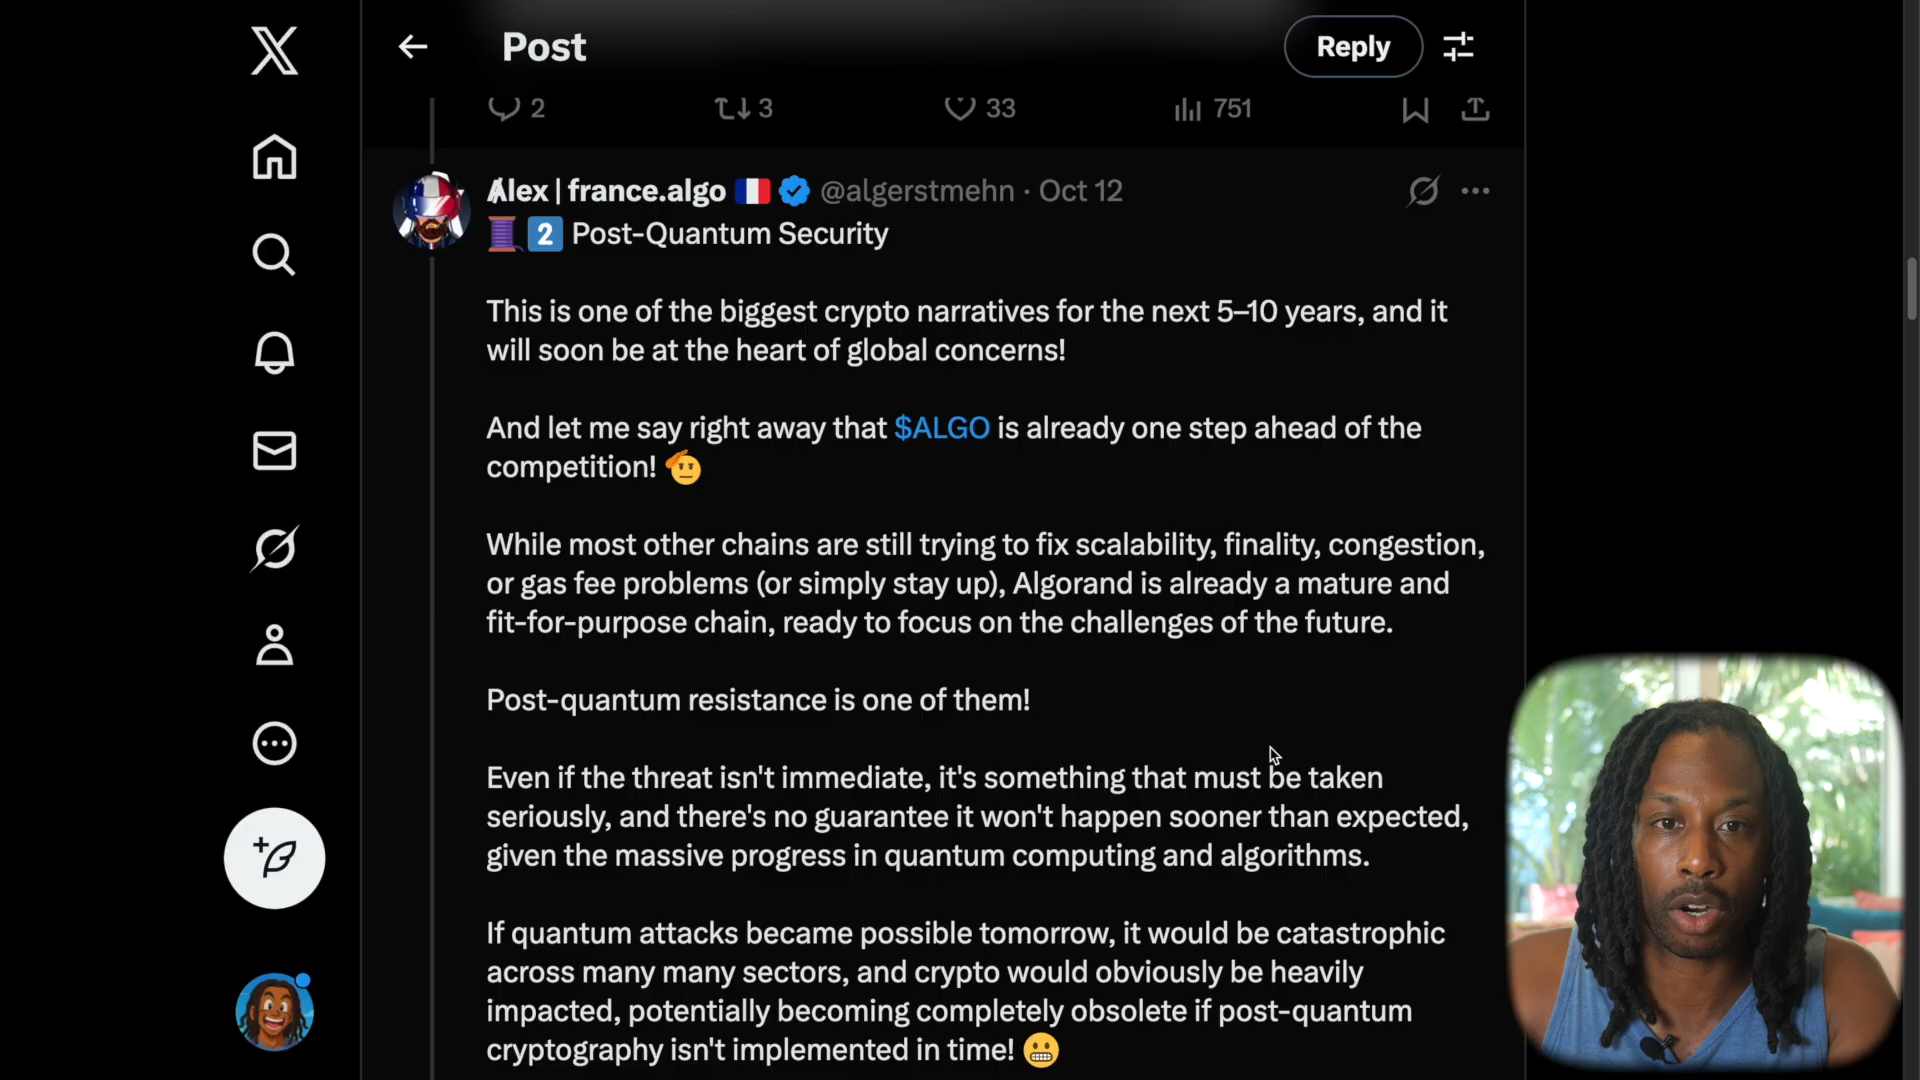 Post
Reply
2
3
33
751
Alex | france.algo 🇫🇷 @algerstmehn · Oct 12
🧵2️⃣ Post-Quantum Security
This is one of the biggest crypto narratives for the next 5–10 years, and it
will soon be at the heart of global concerns!
And let me say right away that $ALGO is already one step ahead of the
competition! 🫡
While most other chains are still trying to fix scalability, finality, congestion,
or gas fee problems (or simply stay up), Algorand is already a mature and
fit-for-purpose chain, ready to focus on the challenges of the future.
Post-quantum resistance is one of them!
Even if the threat isn't immediate, it's something that must be taken
seriously, and there's no guarantee it won't happen sooner than expected,
given the massive progress in quantum computing and algorithms.
If quantum attacks became possible tomorrow, it would be catastrophic
across many many sectors, and crypto would obviously be heavily
impacted, potentially becoming completely obsolete if post-quantum
cryptography isn't implemented in time! 😬